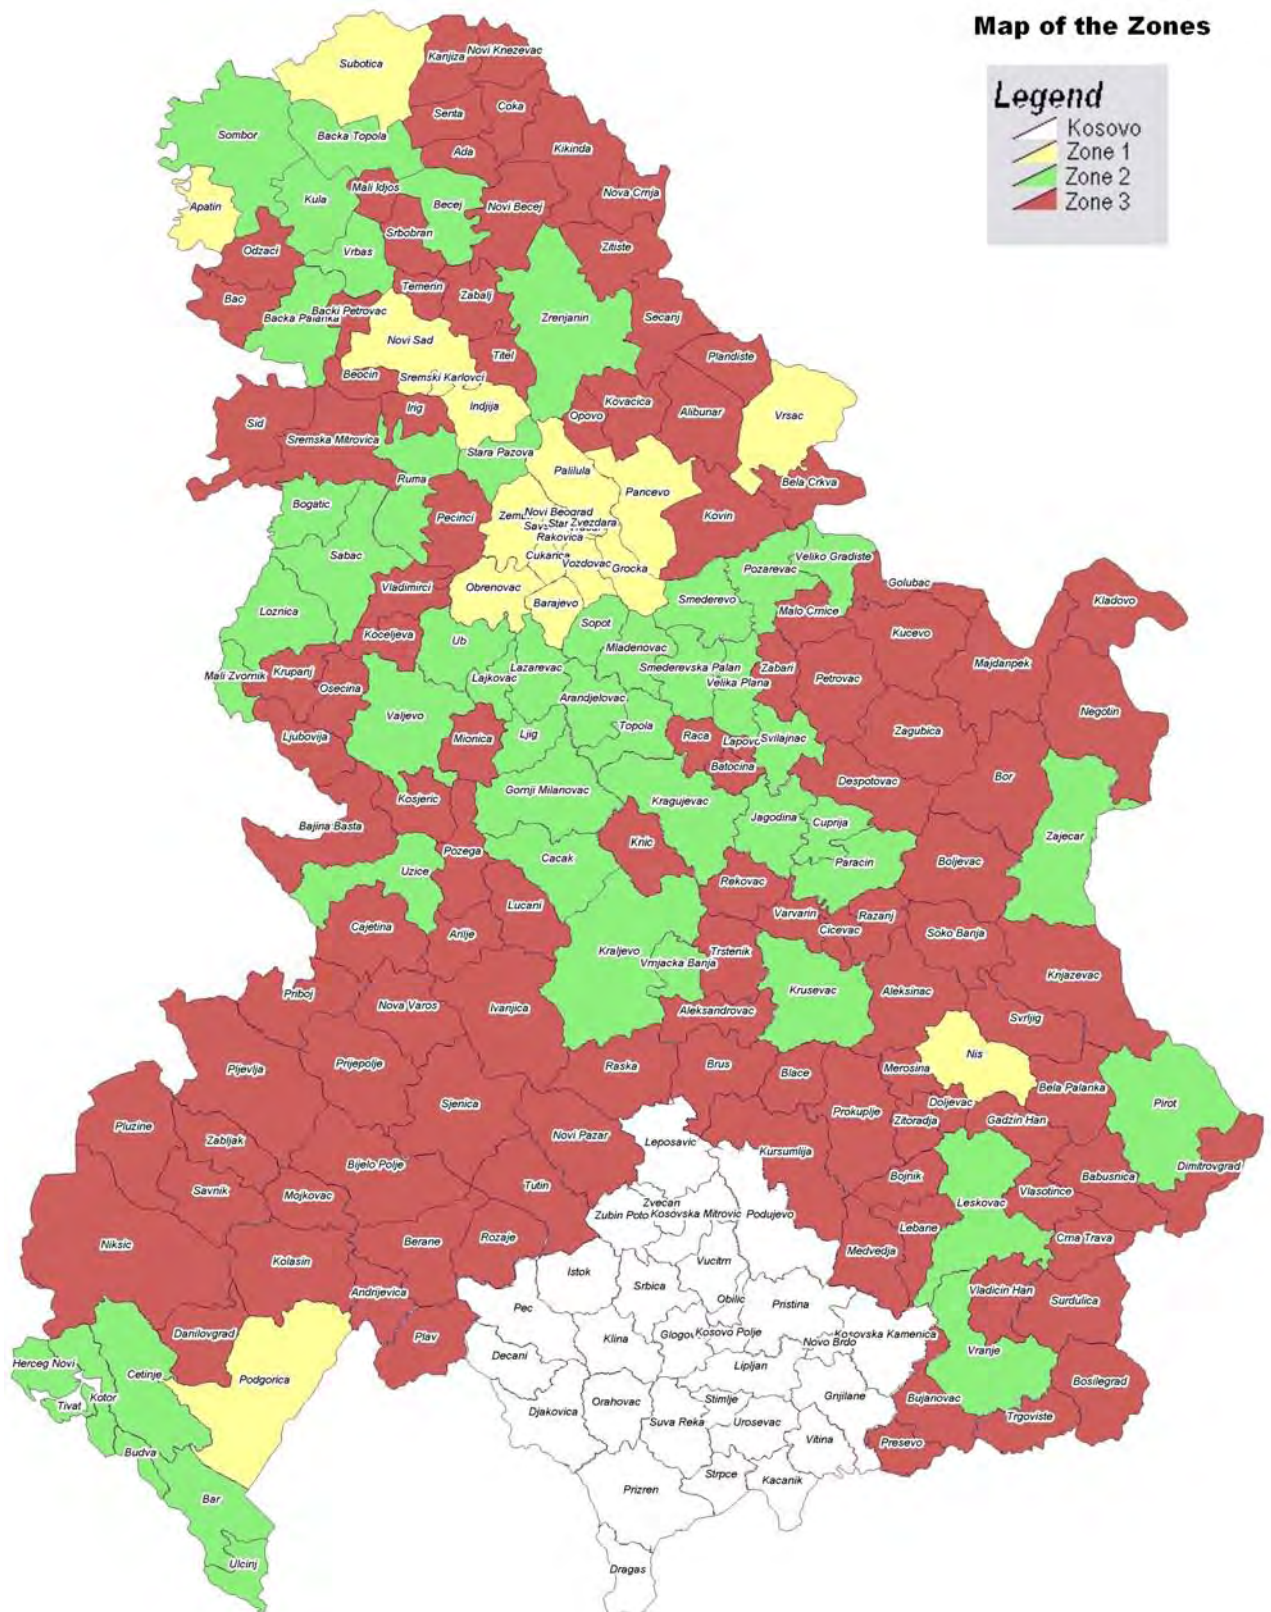 Map of the Zones
Legend
Kosovo
Zone 1
Zone 2
Zone 3
Subotica
Kanjiza
Novi Knezevac
Senta
Coka
Sombor
Backa Topola
Ada
Kikinda
Mali Idjos
Nova Crnja
Apatin
Kula
Becej
Novi Becej
Srbobran
Odzaci
Vrbas
Zitiste
Temerin
Zabalj
Bac
Backi Petrovac
Backa Palanka
Zrenjanin
Secanj
Novi Sad
Titel
Plandiste
Beocin
Sremski Karlovci
Irig
Indjija
Opovo
Kovacica
Alibunar
Vrsac
Sid
Sremska Mitrovica
Stara Pazova
Palilula
Ruma
Pancevo
Bela Crkva
Bogatic
Pecinci
Zem
Novi Beograd
Sav
Star
Zvezdara
Rakovica
Kovin
Sabac
Cukarica
Vozdovac
Grocka
Veliko Gradiste
Pozarevac
Vladimirci
Obrenovac
Barajevo
Smederevo
Golubac
Malo Crnice
Kladovo
Loznica
Koceljeva
Ub
Sopot
Kucevo
Mladenovac
Majdanpek
Mali Zvornik
Krupanj
Osecina
Lajkovac
Lazarevac
Smederevska Palan
Zabari
Petrovac
Velika Plana
Arandjelovac
Valjevo
Ljubovija
Mionica
Ljig
Topola
Raca
Lapovo
Svilajnac
Zagubica
Negotin
Batocina
Despotovac
Bor
Kosjeric
Gornji Milanovac
Kragujevac
Jagodina
Cuprija
Bajina Basta
Zajecar
Pozega
Cacak
Knic
Paracin
Boljevac
Uzice
Rekovac
Lucani
Cajetina
Arilje
Varvarin
Razanj
Cicevac
Soko Banja
Kraljevo
Vrnjacka Banja
Trstenik
Knjazevac
Priboj
Nova Varos
Ivanjica
Krusevac
Aleksinac
Aleksandrovac
Svrljig
Pljevlja
Prijepolje
Raska
Brus
Blace
Merosina
Nis
Bela Palanka
Sjenica
Doljevac
Pirot
Pluzine
Zabljak
Novi Pazar
Leposavic
Prokuplje
Zitoradja
Gadzin Han
Kursumlija
Bijelo Polje
Dimitrovgrad
Savnik
Mojkovac
Tutin
Zvecan
Bojnik
Babusnica
Vlasotince
Leskovac
Zubin Poto
Kosovska Mitrovic
Podujevo
Niksic
Berane
Rozaje
Lebane
Crna Trava
Medvedja
Kolasin
Istok
Vucitrn
Srbica
Andrijevica
Obilic
Vladicin Han
Surdulica
Pec
Pristina
Danilovgrad
Plav
Klina
Glogov
Kosovo Polje
Novo Brdo
Kosovska Kamenica
Decani
Lipljan
Vranje
Herceg Novi
Cetinje
Podgorica
Bosilegrad
Kotor
Tivat
Djakovica
Orahovac
Stimlje
Gnjilane
Bujanovac
Suva Reka
Urosevac
Trgoviste
Budva
Vitina
Presevo
Strpce
Kacanik
Prizren
Bar
Ulcinj
Dragas